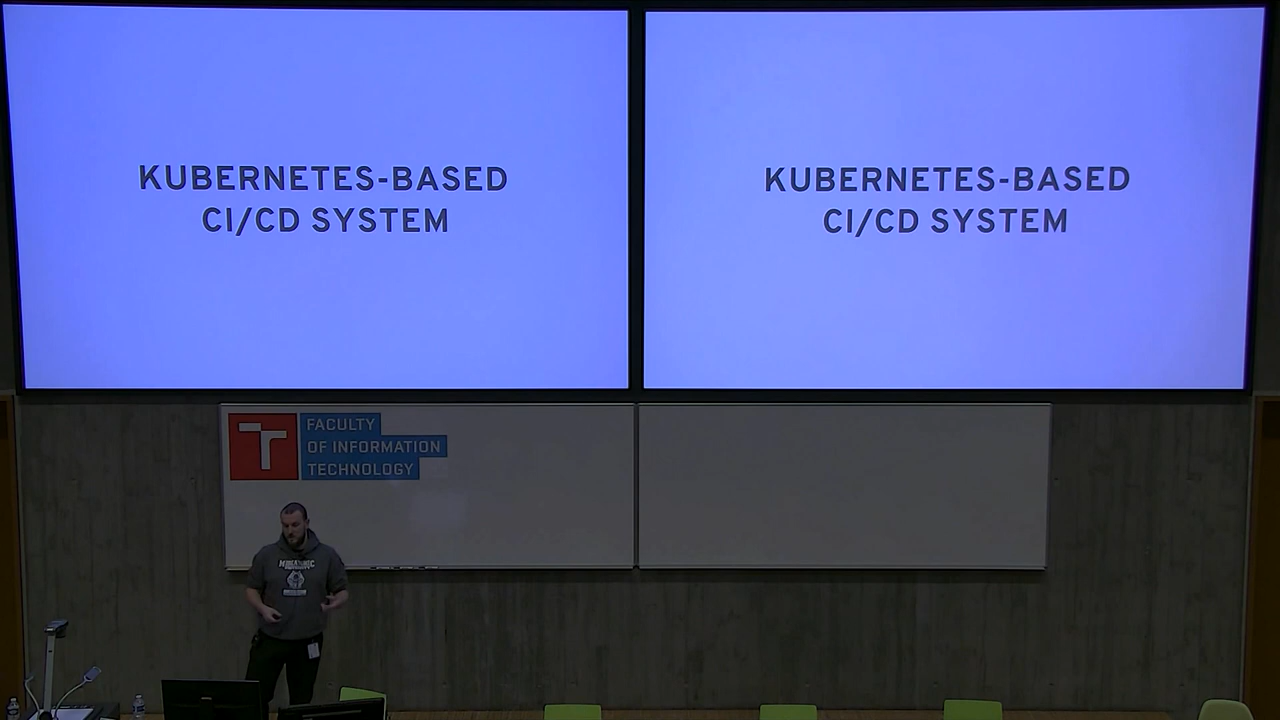 KUBERNETES-BASED
CI/CD SYSTEM
KUBERNETES-BASED
CI/CD SYSTEM
FACULTY
OF INFORMATION
TECHNOLOGY